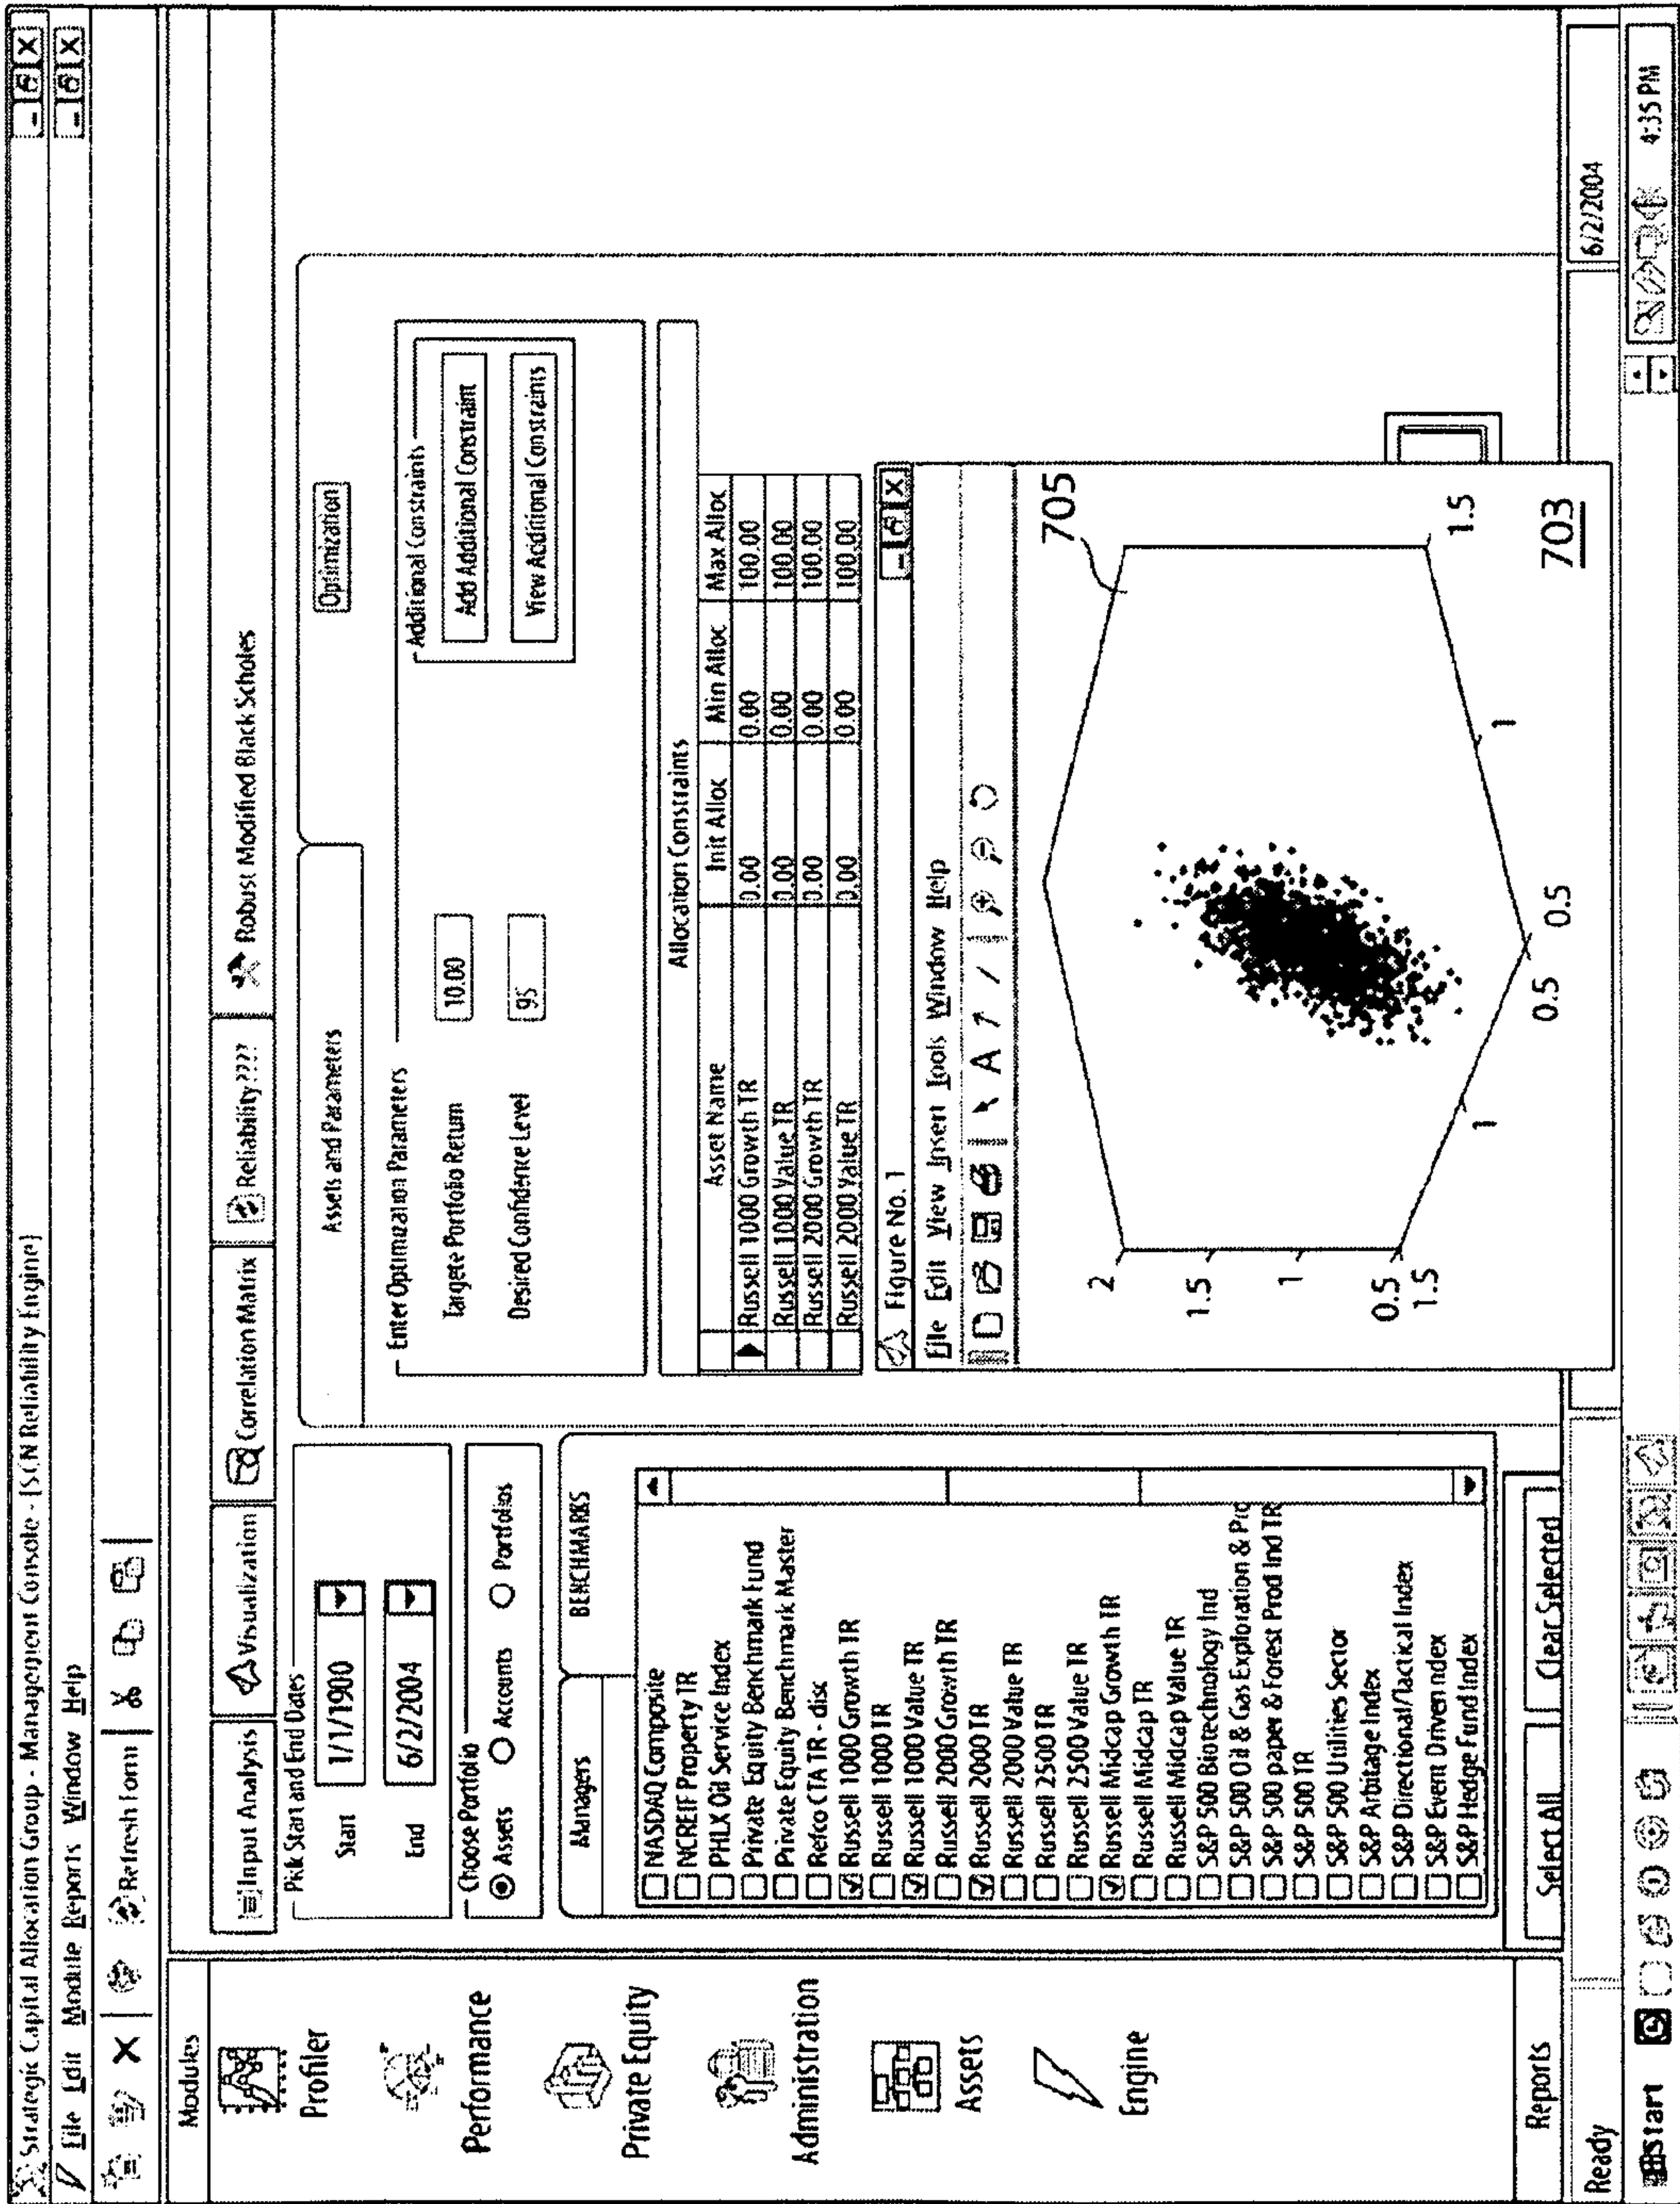 Strategic Capital Allocation Group - Management Console - [SCN Reliability Engine]
File Edit Module Reports Window Help
Refresh Form
Modules
Profiler
Performance
Private Equity
Administration
Assets
Engine
Reports
Input Analysis
Visualization
Correlation Matrix
Reliability????
Robust Modified Black Scholes
Pick Start and End Dates
Start 1/1/1900
End 6/2/2004
Choose Portfolio
Assets Accounts Portfolios
Managers BENCHMARKS
NASDAQ Composite
NCREIF Property TR
PHLX Oil Service Index
Private Equity Benchmark Fund
Private Equity Benchmark Master
Refco CTA TR - disc
Russell 1000 Growth TR
Russell 1000 TR
Russell 1000 Value TR
Russell 2000 Growth TR
Russell 2000 TR
Russell 2000 Value TR
Russell 2500 TR
Russell 2500 Value TR
Russell Midcap Growth TR
Russell Midcap TR
Russell Midcap Value TR
S&P 500 Biotechnology Ind
S&P 500 Oil & Gas Exploration & Pro
S&P 500 paper & Forest Prod Ind TR
S&P 500 TR
S&P 500 Utilities Sector
S&P Arbitage Index
S&P Directional/Tactical Index
S&P Event Driven Index
S&P Hedge Fund Index
Select All Clear Selected
Assets and Parameters Optimization
Enter Optimization Parameters
Targete Portfolio Return 10.00
Desired Confidence Level 95
Additional Constraints
Add Additional Constraint
View Additional Constraints
Allocation Constraints
Asset Name Init Alloc Min Alloc Max Alloc
Russell 1000 Growth TR 0.00 0.00 100.00
Russell 1000 Value TR 0.00 0.00 100.00
Russell 2000 Growth TR 0.00 0.00 100.00
Russell 2000 Value TR 0.00 0.00 100.00
Figure No. 1
File Edit View Insert Tools Window Help
A
705
2
1.5
1
0.5
1.5
1
0.5
0.5
1
1.5
703
Ready
6/2/2004
Start
4:35 PM